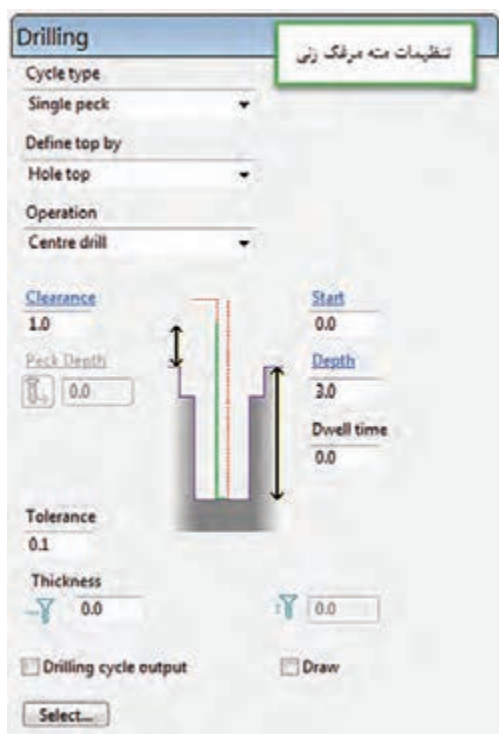 Drilling
تنظیمات مته مرغک زنی
Cycle type
Single peck
Define top by
Hole top
Operation
Centre drill
Clearance
1.0
Start
0.0
Peck Depth
0.0
Depth
3.0
Dwell time
0.0
Tolerance
0.1
Thickness
0.0
0.0
Drilling cycle output
Draw
Select...